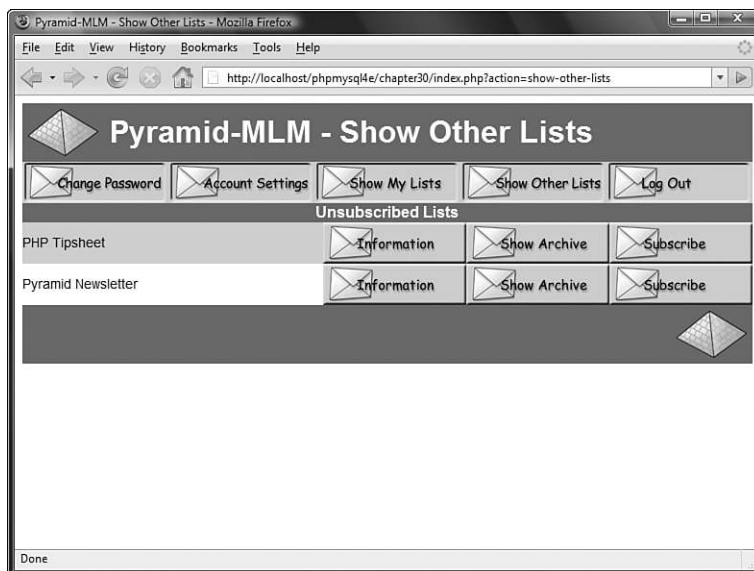 Pyramid-MLM - Show Other Lists - Mozilla Firefox
File Edit View History Bookmarks Tools Help
http://localhost/phpmysql4e/chapter30/index.php?action=show-other-lists
Pyramid-MLM - Show Other Lists
Change Password Account Settings Show My Lists Show Other Lists Log Out
Unsubscribed Lists
PHP Tipsheet Information Show Archive Subscribe
Pyramid Newsletter Information Show Archive Subscribe
Done